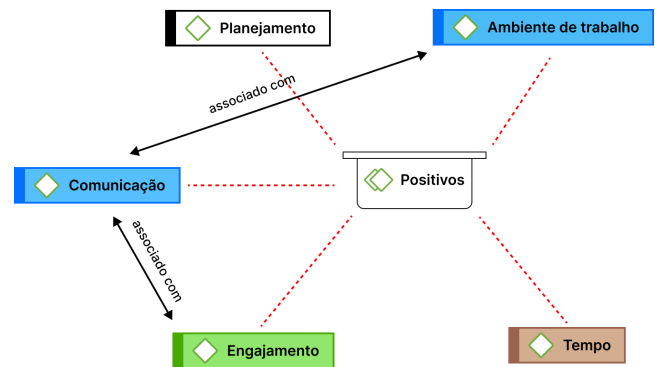 Planejamento
Ambiente de trabalho
associado com
Positivos
Comunicação
associado com
Engajamento
Tempo